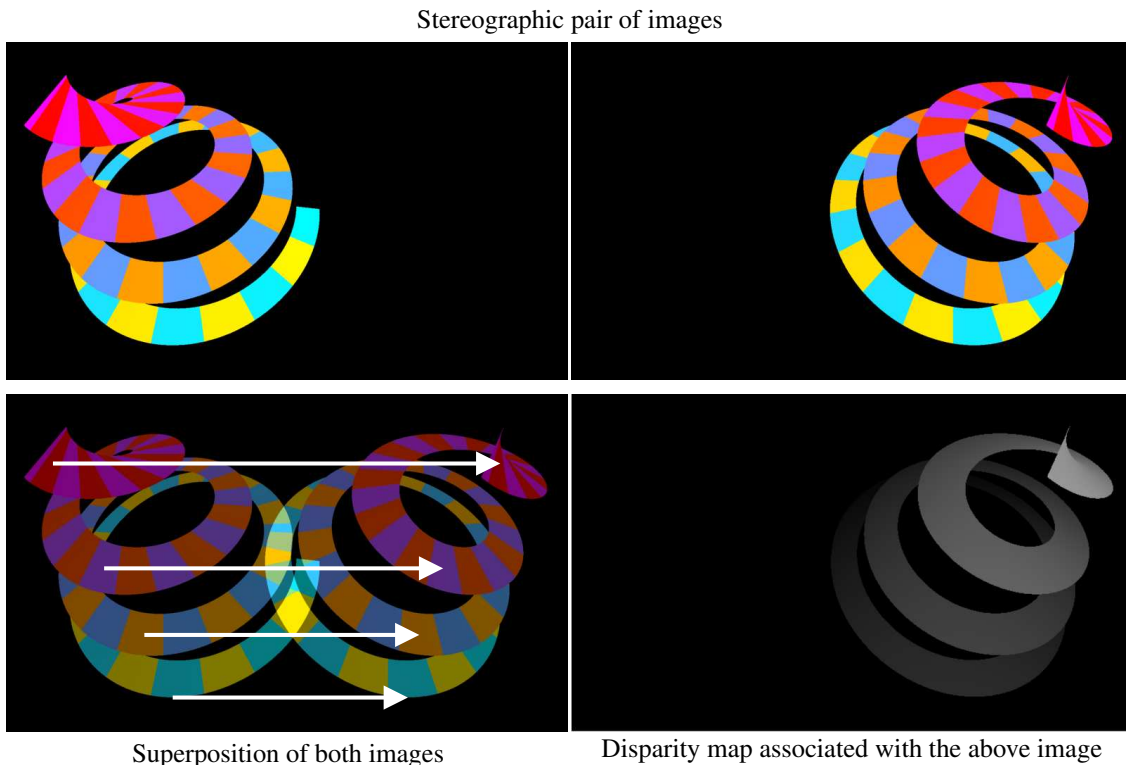 Stereographic pair of images
Superposition of both images
Disparity map associated with the above image